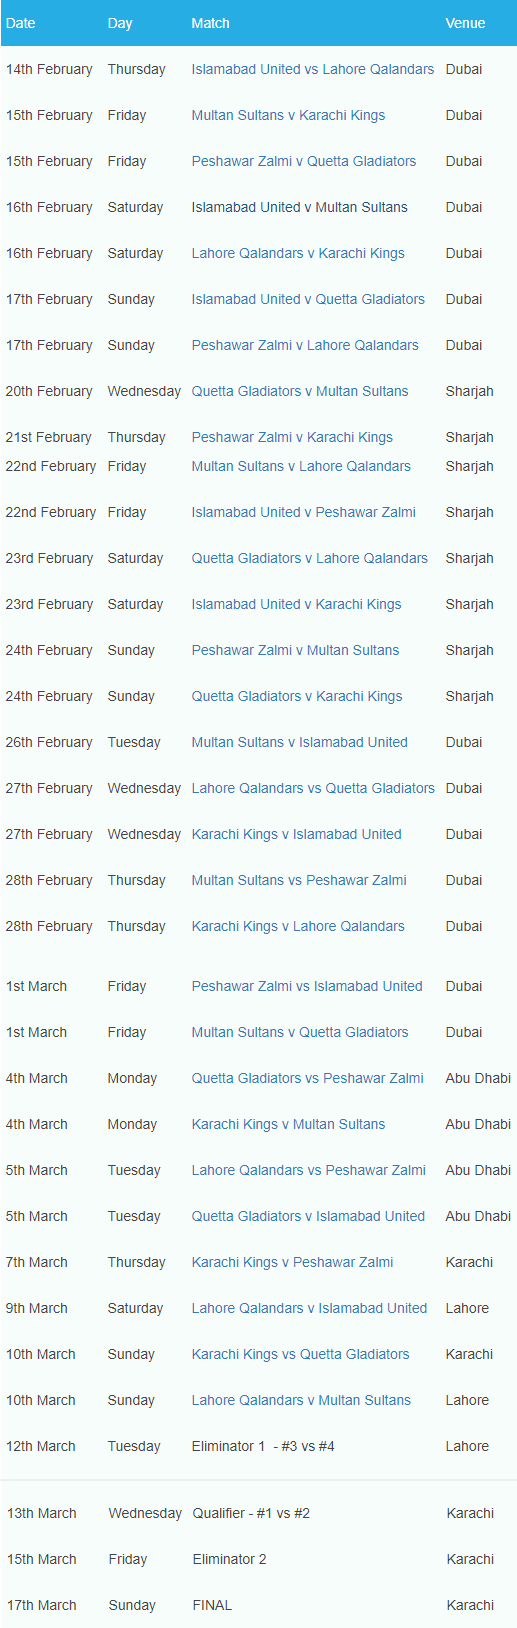 Date Day Match Venue
14th February Thursday Islamabad United vs Lahore Qalandars Dubai
15th February Friday Multan Sultans v Karachi Kings Dubai
15th February Friday Peshawar Zalmi v Quetta Gladiators Dubai
16th February Saturday Islamabad United v Multan Sultans Dubai
16th February Saturday Lahore Qalandars v Karachi Kings Dubai
17th February Sunday Islamabad United v Quetta Gladiators Dubai
17th February Sunday Peshawar Zalmi v Lahore Qalandars Dubai
20th February Wednesday Quetta Gladiators v Multan Sultans Sharjah
21st February Thursday Peshawar Zalmi v Karachi Kings Sharjah
22nd February Friday Multan Sultans v Lahore Qalandars Sharjah
22nd February Friday Islamabad United v Peshawar Zalmi Sharjah
23rd February Saturday Quetta Gladiators v Lahore Qalandars Sharjah
23rd February Saturday Islamabad United v Karachi Kings Sharjah
24th February Sunday Peshawar Zalmi v Multan Sultans Sharjah
24th February Sunday Quetta Gladiators v Karachi Kings Sharjah
26th February Tuesday Multan Sultans v Islamabad United Dubai
27th February Wednesday Lahore Qalandars vs Quetta Gladiators Dubai
27th February Wednesday Karachi Kings v Islamabad United Dubai
28th February Thursday Multan Sultans vs Peshawar Zalmi Dubai
28th February Thursday Karachi Kings v Lahore Qalandars Dubai
1st March Friday Peshawar Zalmi vs Islamabad United Dubai
1st March Friday Multan Sultans v Quetta Gladiators Dubai
4th March Monday Quetta Gladiators vs Peshawar Zalmi Abu Dhabi
4th March Monday Karachi Kings v Multan Sultans Abu Dhabi
5th March Tuesday Lahore Qalandars vs Peshawar Zalmi Abu Dhabi
5th March Tuesday Quetta Gladiators v Islamabad United Abu Dhabi
7th March Thursday Karachi Kings v Peshawar Zalmi Karachi
9th March Saturday Lahore Qalandars v Islamabad United Lahore
10th March Sunday Karachi Kings vs Quetta Gladiators Karachi
10th March Sunday Lahore Qalandars v Multan Sultans Lahore
12th March Tuesday Eliminator 1 - #3 vs #4 Lahore
13th March Wednesday Qualifier - #1 vs #2 Karachi
15th March Friday Eliminator 2 Karachi
17th March Sunday FINAL Karachi